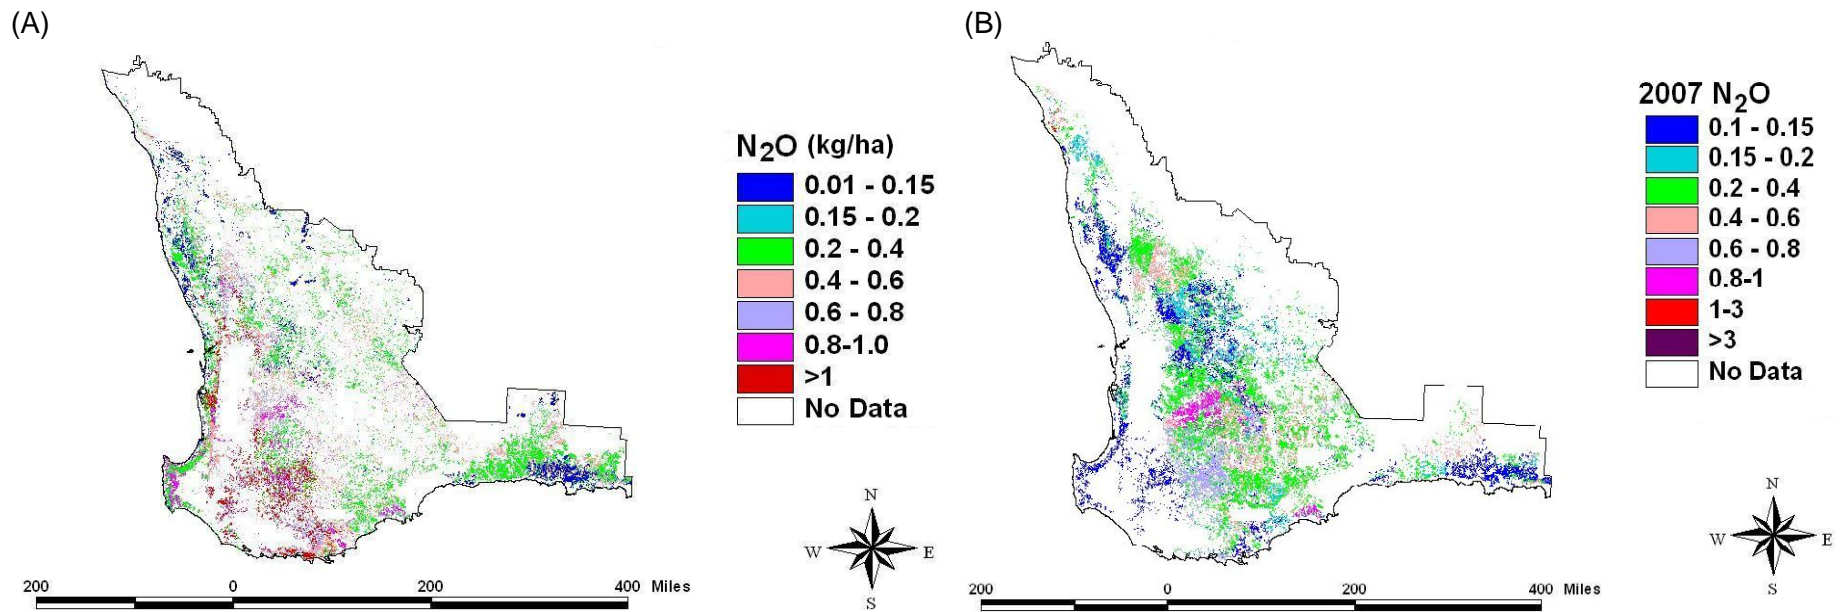 (A)
N₂O (kg/ha)
0.01 - 0.15
0.15 - 0.2
0.2 - 0.4
0.4 - 0.6
0.6 - 0.8
0.8-1.0
>1
No Data
N
W E
S
200 0 200 400 Miles
(B)
2007 N₂O
0.1 - 0.15
0.15 - 0.2
0.2 - 0.4
0.4 - 0.6
0.6 - 0.8
0.8-1
1-3
>3
No Data
N
W E
S
200 0 200 400 Miles